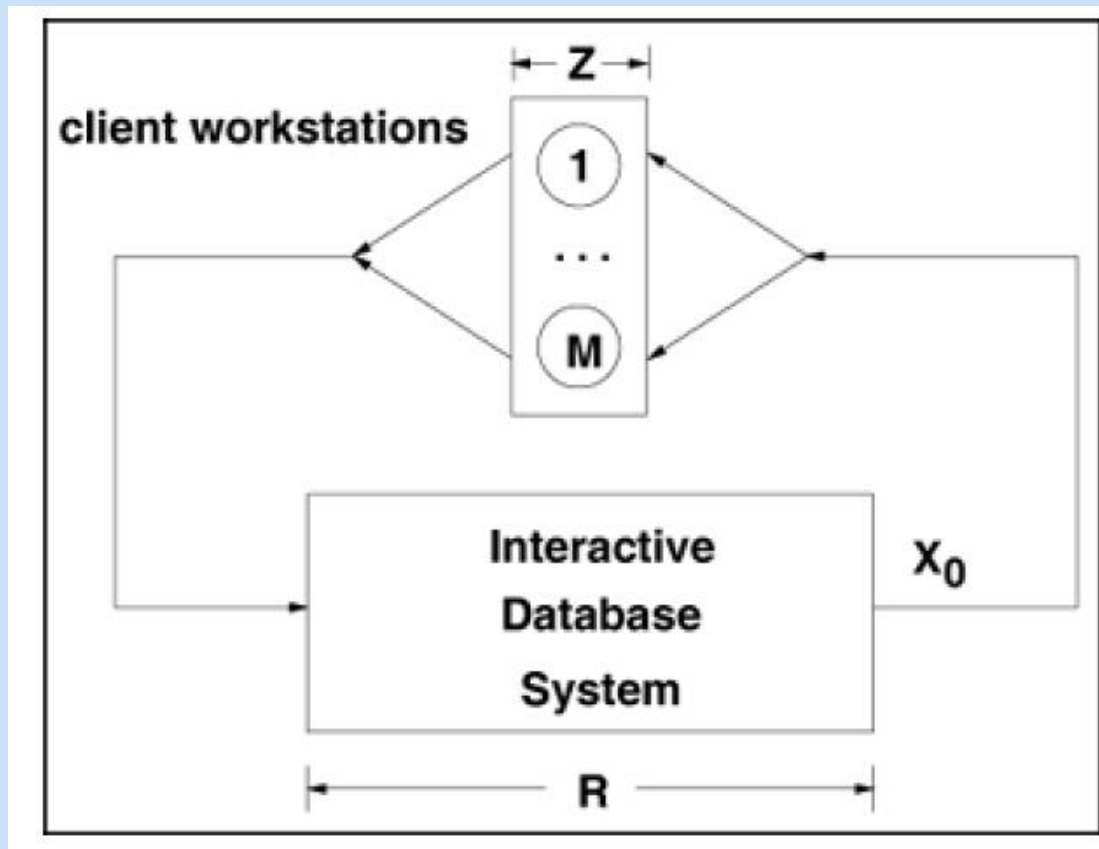 Z
client workstations
1
...
M
Interactive
Database
System
X₀
R